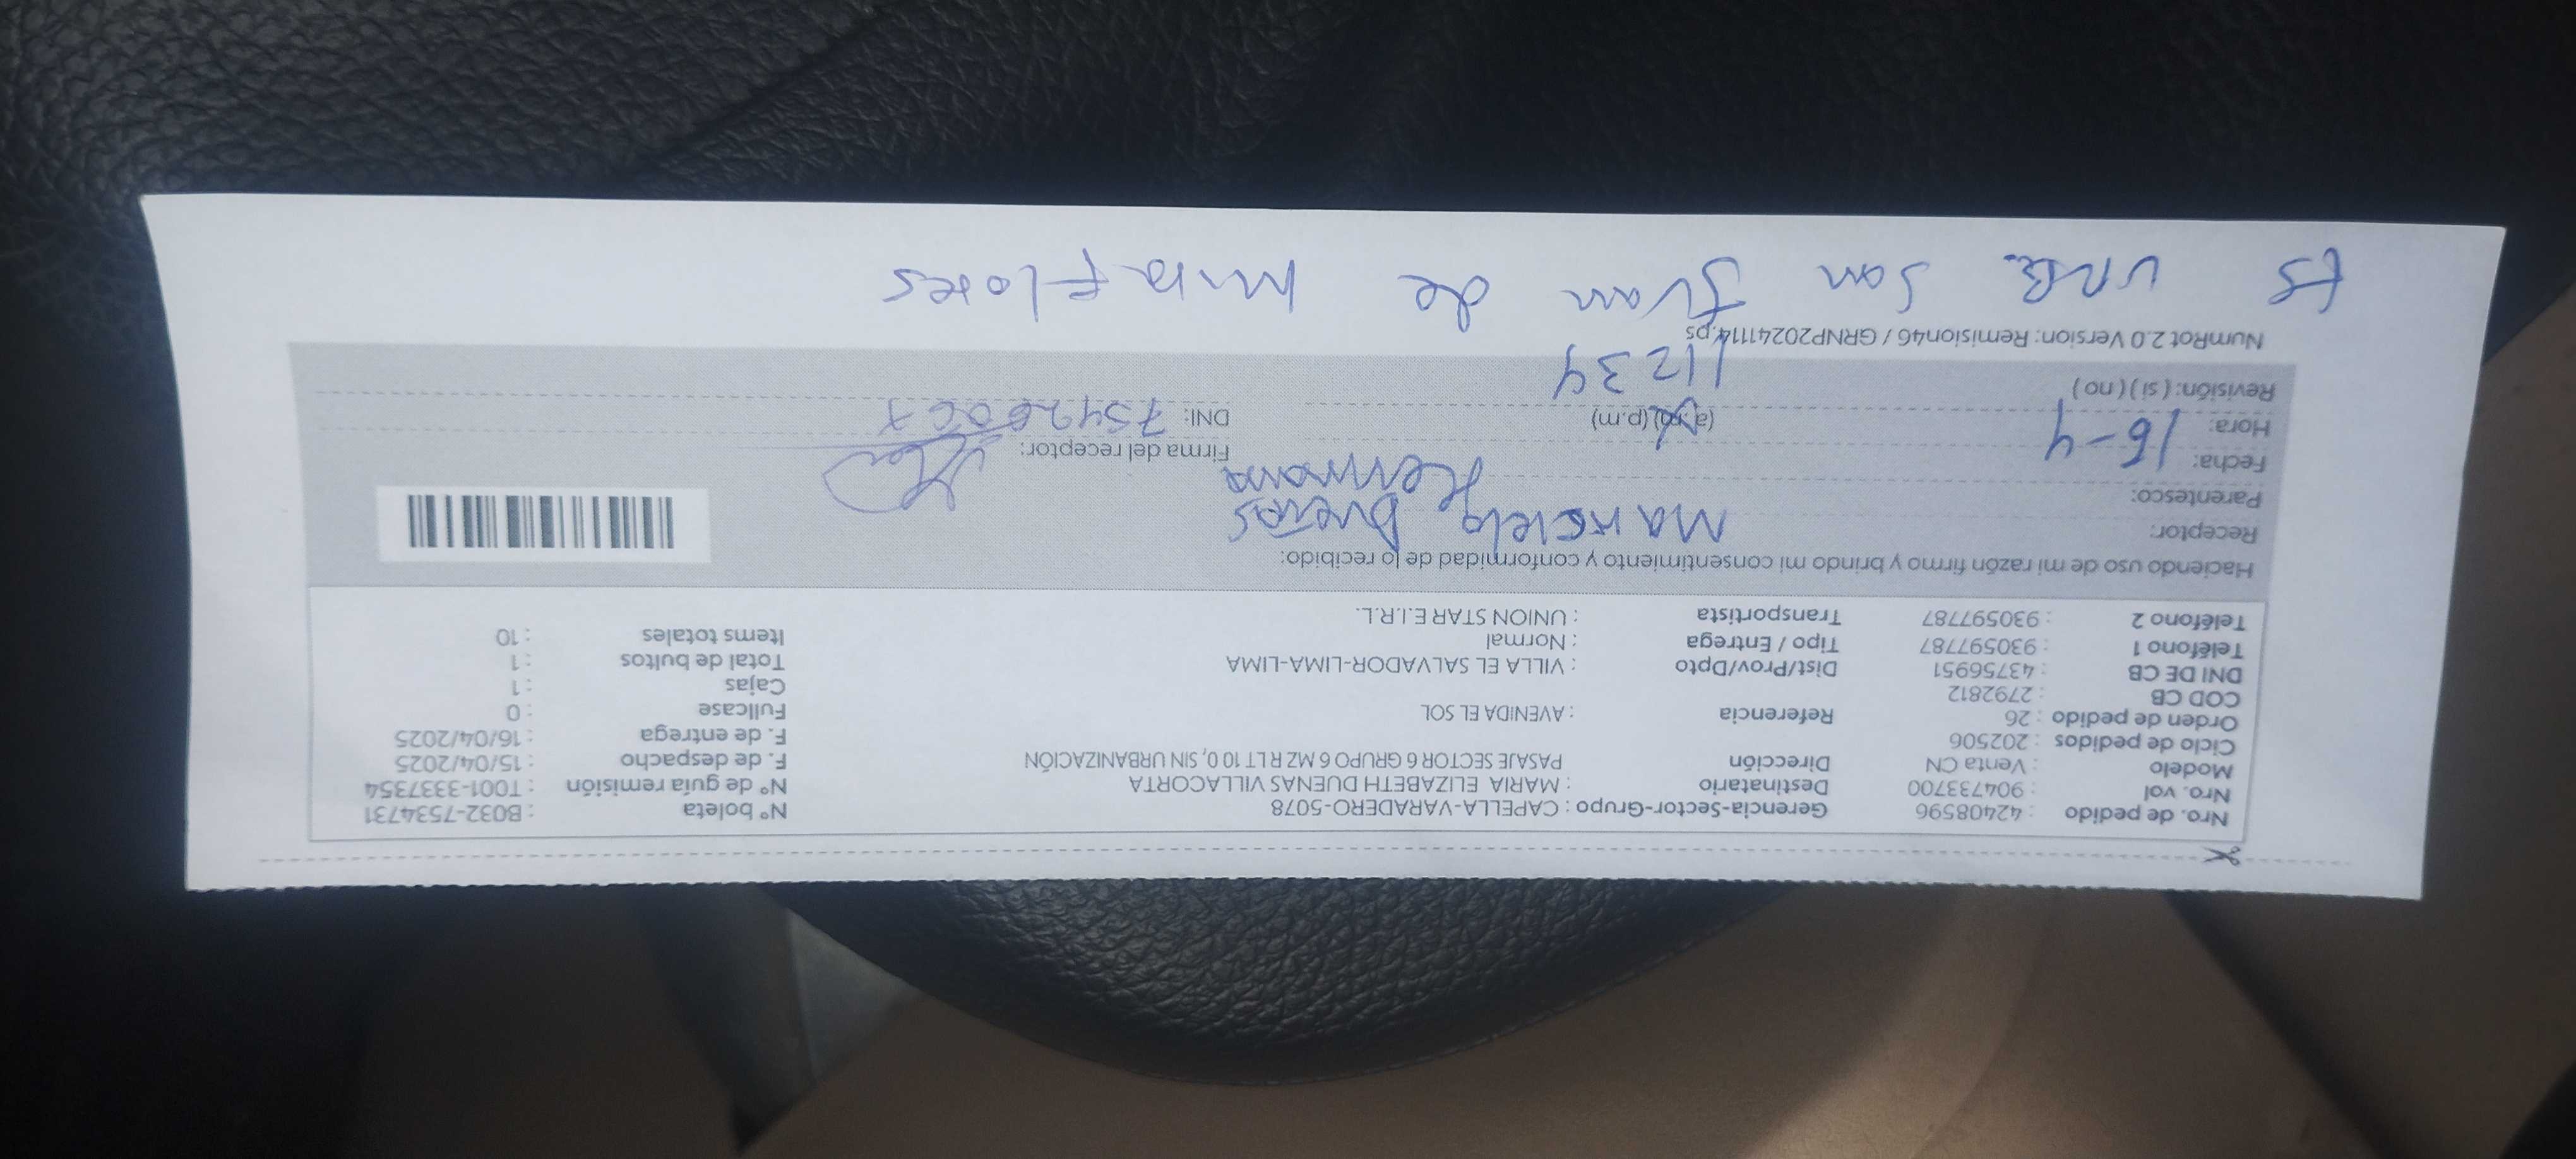 Nro. de pedido : 42408596 Gerencia-Sector-Grupo : CAPELLA-VARADERO-5078 N° boleta : B032-7534731
Nro. vol : 904733700 Destinatario : MARIA ELIZABETH DUENAS VILLACORTA N° de guía remisión : T001-3337354
Modelo : Venta CN Dirección PASAJE SECTOR 6 GRUPO 6 MZ R LT 10 0, SIN URBANIZACIÓN F. de despacho : 15/04/2025
Ciclo de pedidos : 202506 F. de entrega : 16/04/2025
Orden de pedido : 26 Referencia : AVENIDA EL SOL Fullcase : 0
COD CB : 2792812 Cajas : 1
DNI DE CB : 43756951 Dist/Prov/Dpto : VILLA EL SALVADOR-LIMA-LIMA Total de bultos : 1
Teléfono 1 : 930597787 Tipo / Entrega : Normal Items totales : 10
Teléfono 2 : 930597787 Transportista : UNION STAR E.I.R.L.
Haciendo uso de mi razón firmo y brindo mi consentimiento y conformidad de lo recibido:
Receptor: Marciela Dueñas
Parentesco: Hermana
Fecha: 16-4 Firma del receptor:
Hora: (a.m) (p.m) DNI:
Revisión: ( si ) ( no ) 11234
NumRot 2.0 Version: Remision46 / GRNP20241114.ps
Es URB. San Juan de Miraflores